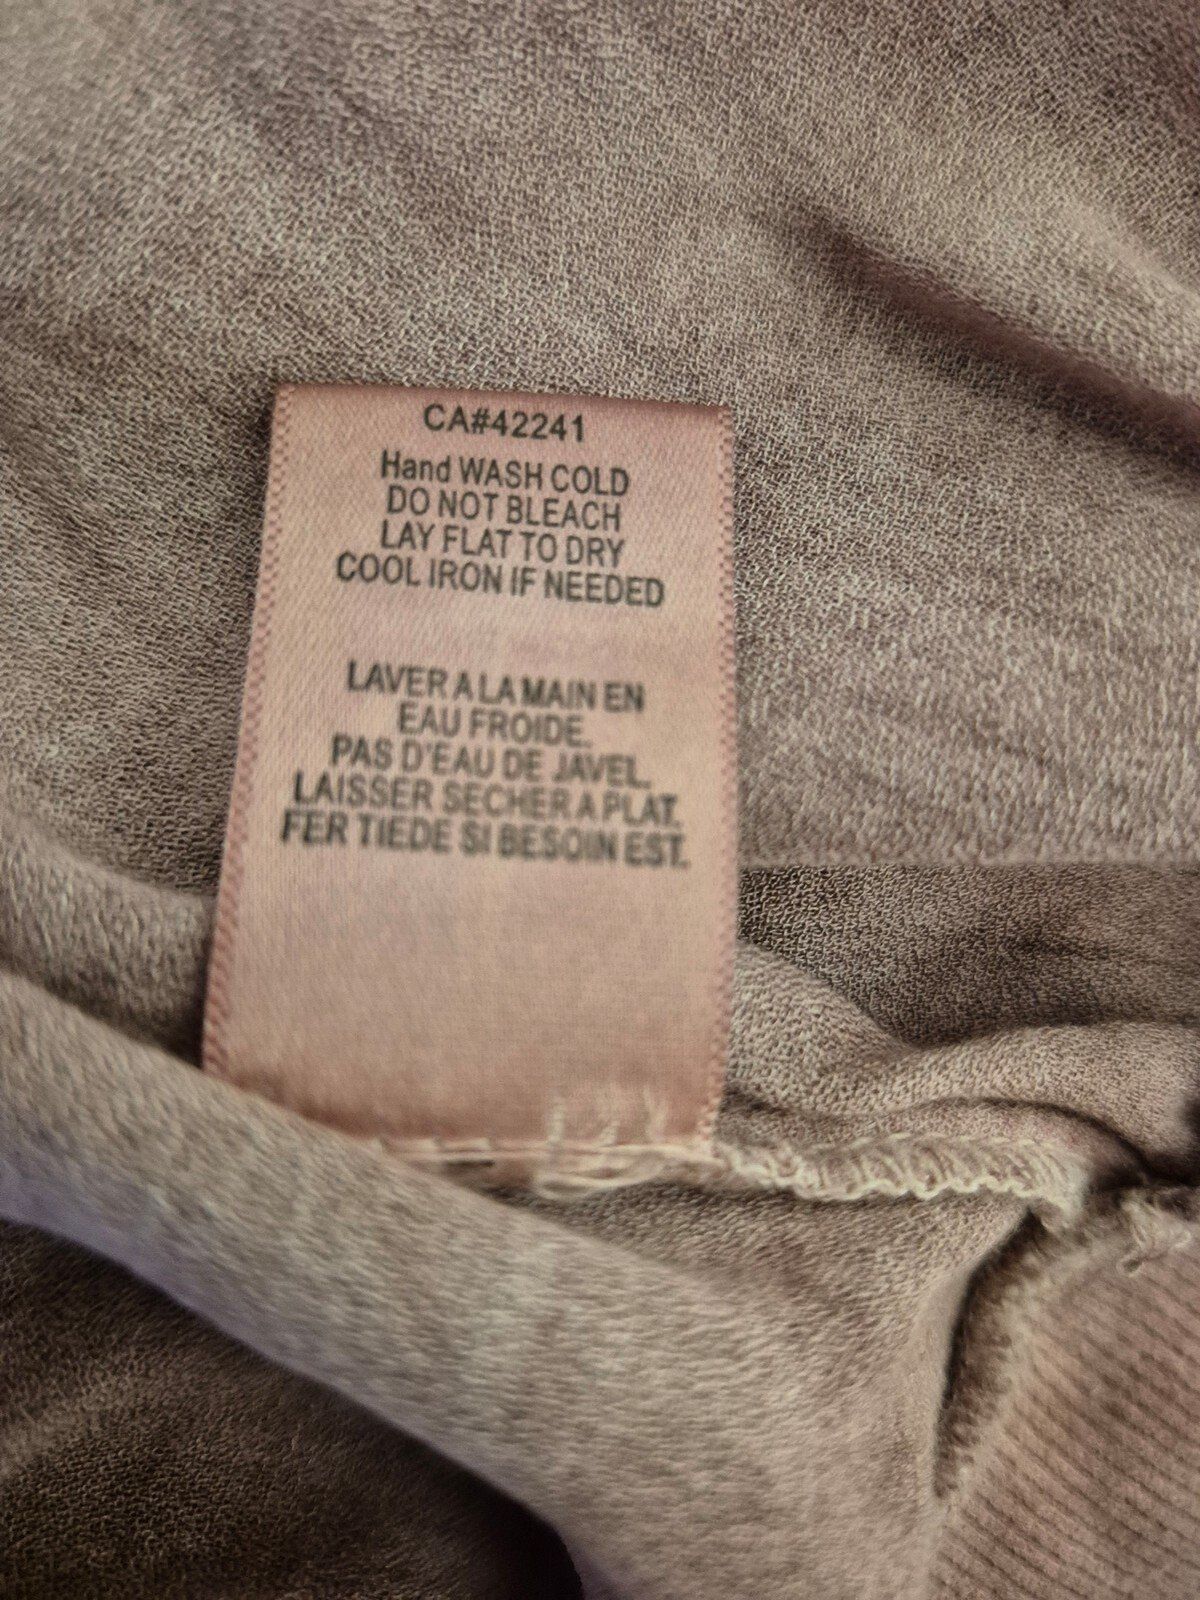 CA#42241
Hand WASH COLD
DO NOT BLEACH
LAY FLAT TO DRY
COOL IRON IF NEEDED
LAVER A LA MAIN EN
EAU FROIDE.
PAS D'EAU DE JAVEL.
LAISSER SECHER A PLAT.
FER TIEDE SI BESOIN EST.